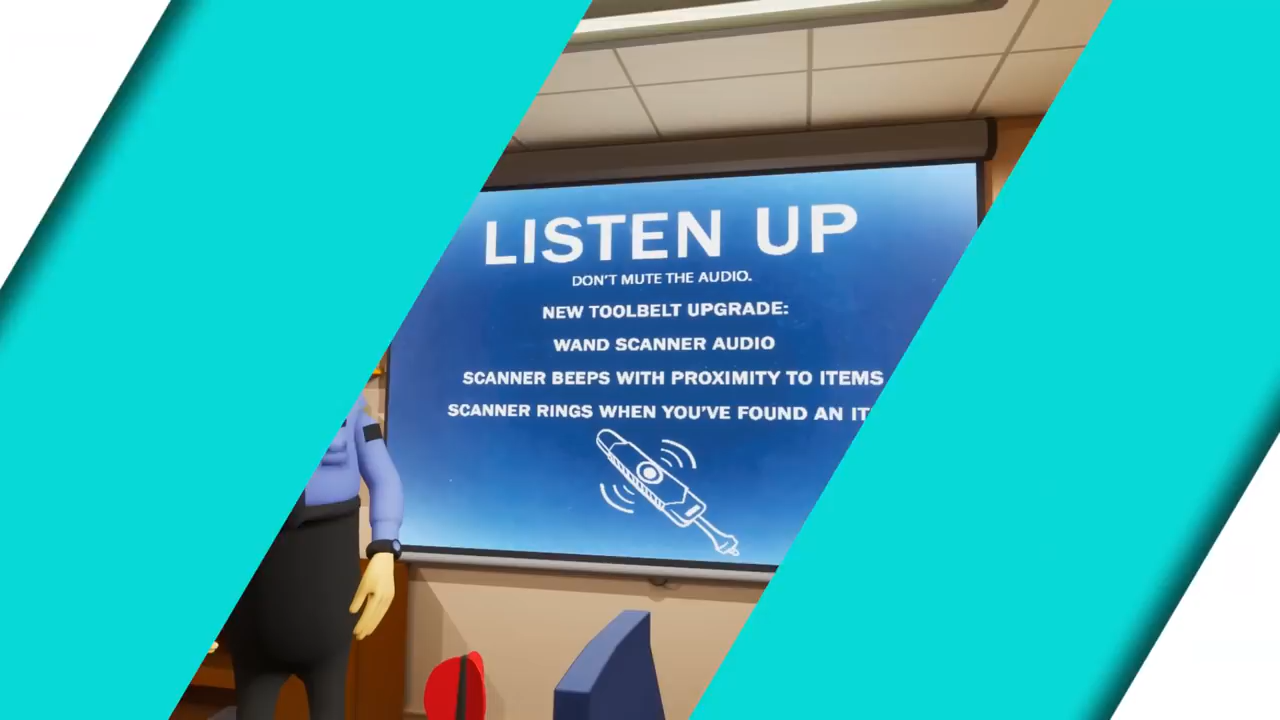 LISTEN UP
DON'T MUTE THE AUDIO.
NEW TOOLBELT UPGRADE:
WAND SCANNER AUDIO
SCANNER BEEPS WITH PROXIMITY TO ITEMS
SCANNER RINGS WHEN YOU'VE FOUND AN